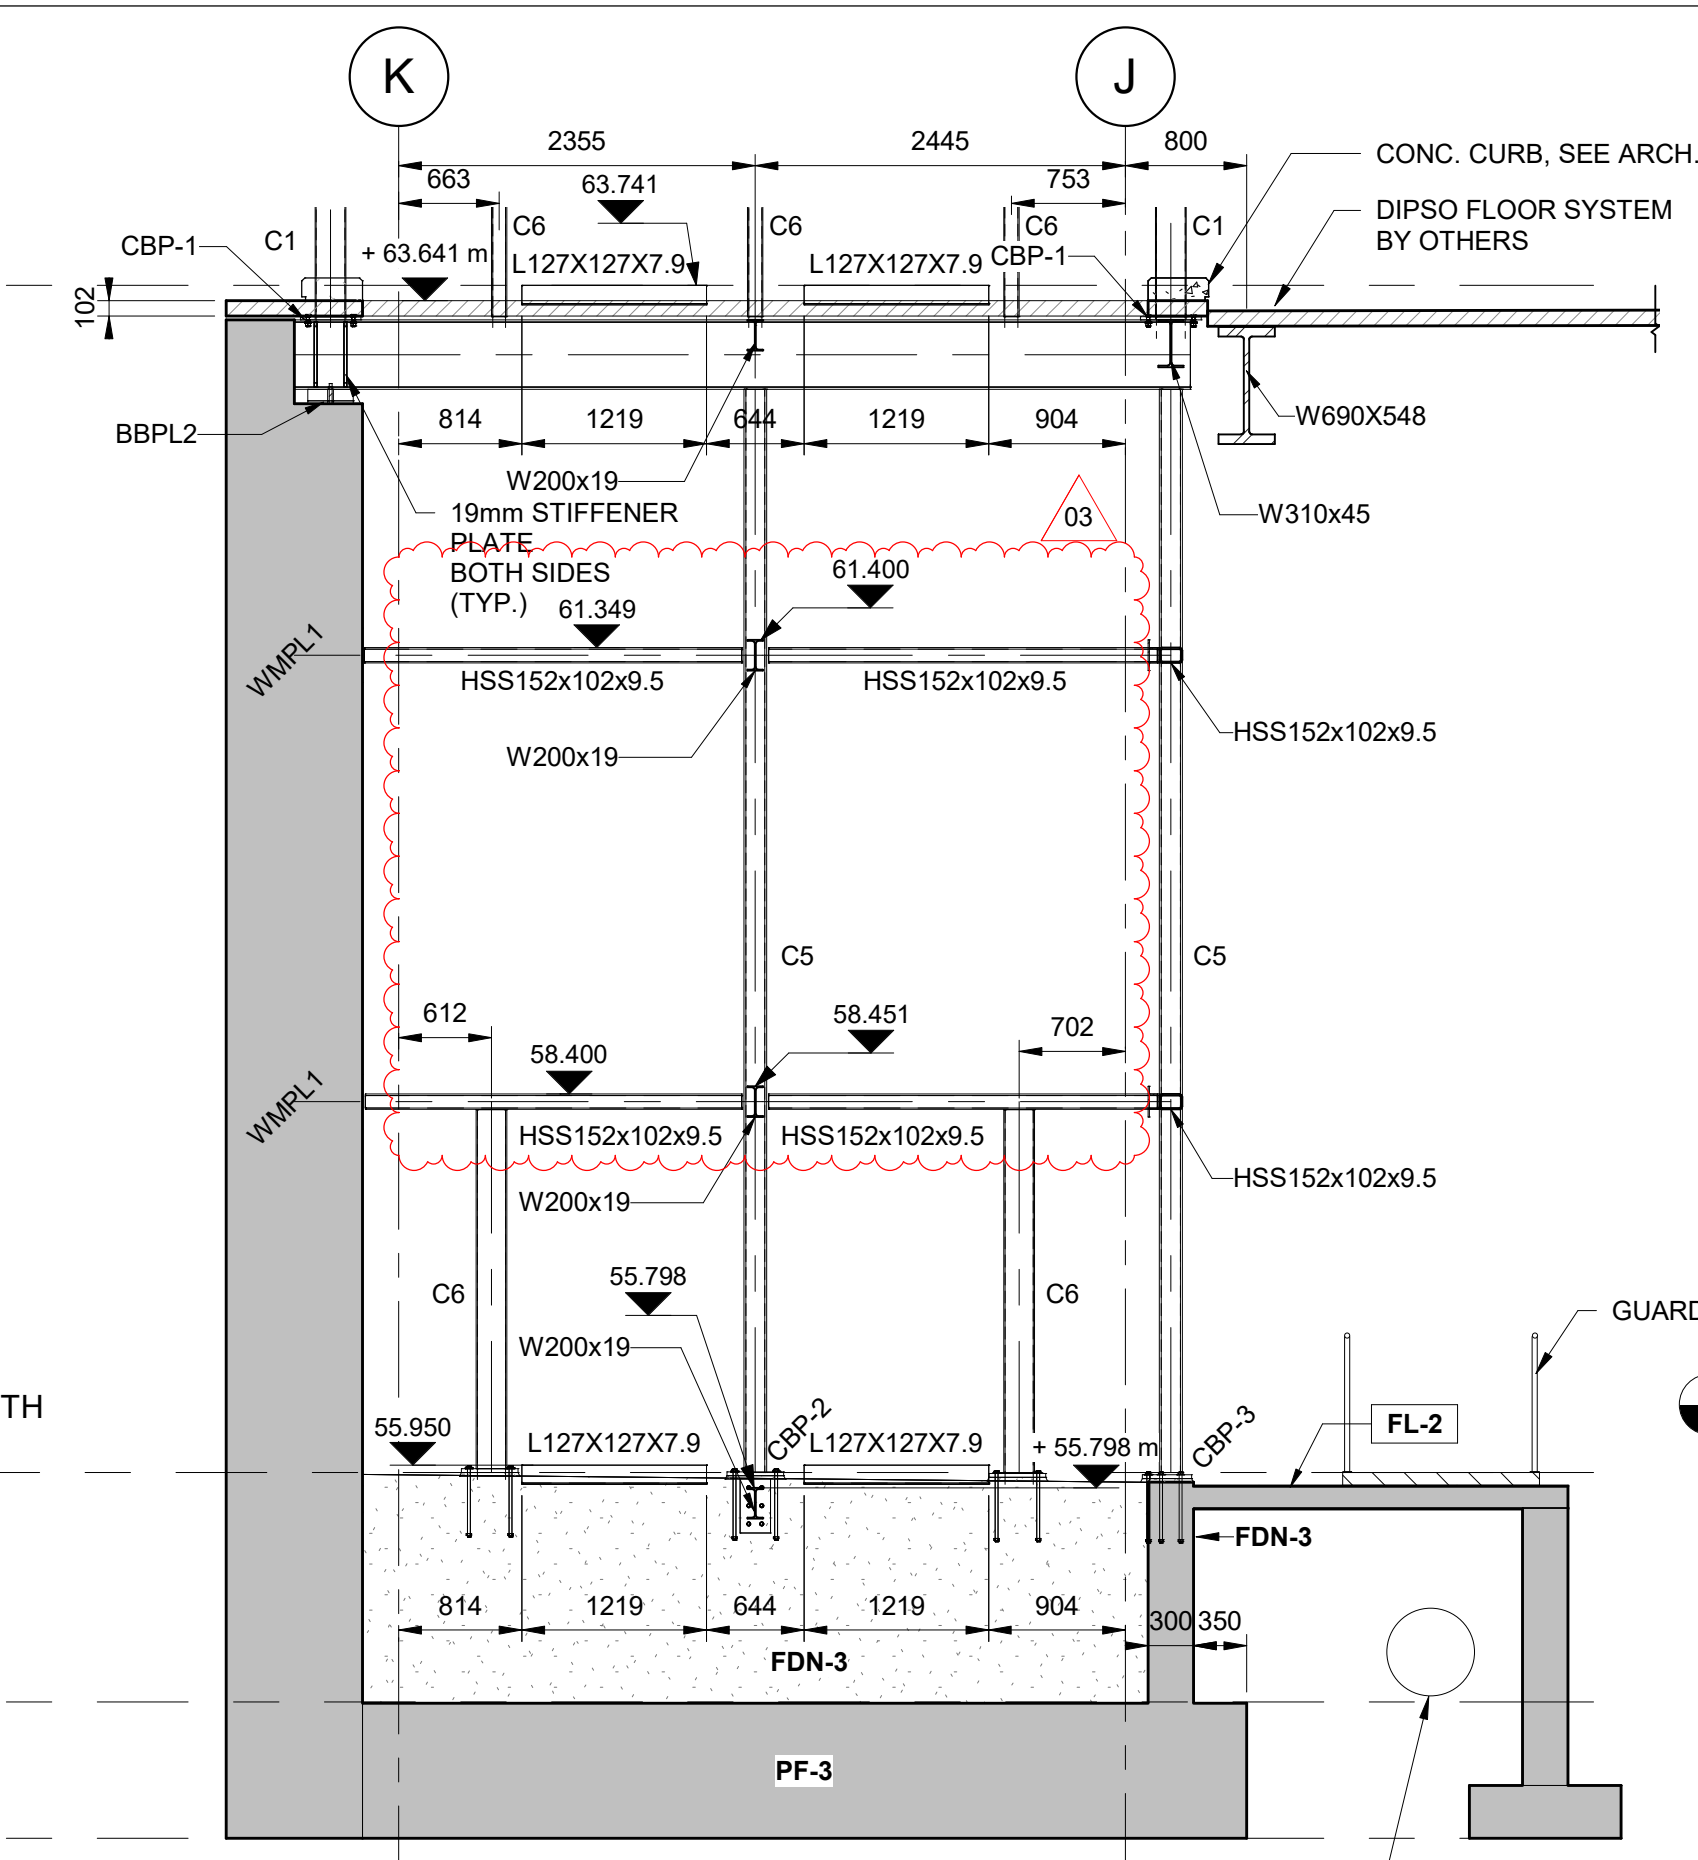 K
J
2355
2445
800
CONC. CURB, SEE ARCH.
663
63.741
753
DIPSO FLOOR SYSTEM
BY OTHERS
CBP-1
C1
+ 63.641 m
C6
C6
C6
CBP-1
C1
L127X127X7.9
L127X127X7.9
102
BBPL2
814
1219
644
1219
904
W690X548
W200x19
19mm STIFFENER
PLATE
BOTH SIDES
(TYP.)
03
W310x45
61.400
61.349
WMPL1
HSS152x102x9.5
HSS152x102x9.5
HSS152x102x9.5
W200x19
C5
C5
612
58.451
702
58.400
WMPL1
HSS152x102x9.5
HSS152x102x9.5
HSS152x102x9.5
W200x19
C6
55.798
C6
GUARD
W200x19
TH
55.950
L127X127X7.9
CBP-2
L127X127X7.9
+ 55.798 m
CBP-3
FL-2
FDN-3
814
1219
644
1219
904
300
350
FDN-3
PF-3